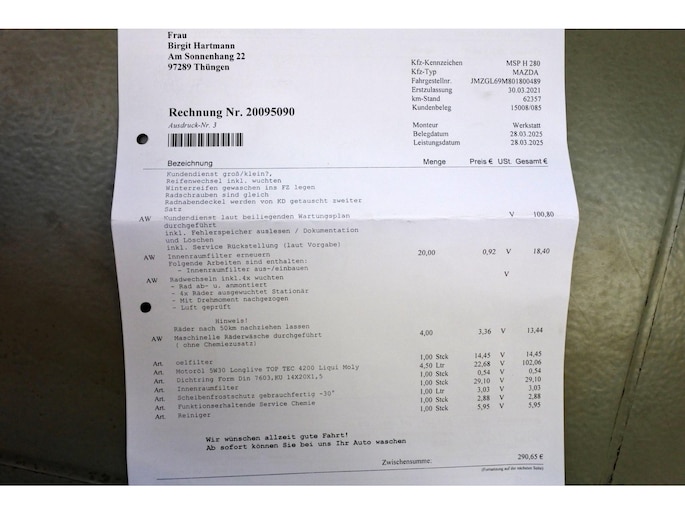 Frau
Birgit Hartmann
Am Sonnenhang 22
97289 Thüngen
Kfz-Kennzeichen MSP H 280
Kfz-Typ MAZDA
Fahrgestellnr. JMZGL69M801800489
Erstzulassung 30.03.2021
km-Stand 62357
Kundenbeleg 15008/085
Rechnung Nr. 20095090
Ausdruck-Nr. 3
Monteur Werkstatt
Belegdatum 28.03.2025
Leistungsdatum 28.03.2025
Bezeichnung Menge Preis € USt. Gesamt €
Kundendienst groß/klein?,
Reifenwechsel inkl. wuchten
Winterreifen gewaschen ins FZ legen
Radschrauben sind gleich
Radnabendeckel werden von KD getauscht zweiter
Satz
AW Kundendienst laut beiliegenden Wartungsplan V 100,80
durchgeführt
inkl. Fehlerspeicher auslesen / Dokumentation
und Löschen
inkl. Service Rückstellung (laut Vorgabe)
AW Innenraumfilter erneuern 20,00 0,92 V 18,40
Folgende Arbeiten sind enthalten:
- Innenraumfilter aus-/einbauen
AW Radwechseln inkl.4x wuchten V
- Rad ab- u. anmontiert
- 4x Räder ausgewuchtet Stationär
- Mit Drehmoment nachgezogen
- Luft geprüft
Hinweis!
Räder nach 50km nachziehen lassen
AW Maschinelle Räderwäsche durchgeführt 4,00 3,36 V 13,44
( ohne Chemiezusatz)
Art. oelfilter 1,00 Stck 14,45 V 14,45
Art. Motoröl 5W30 Longlive TOP TEC 4200 Liqui Moly 4,50 Ltr 22,68 V 102,06
Art. Dichtring Form Din 7603,KU 14X20X1,5 1,00 Stck 0,54 V 0,54
Art. Innenraumfilter 1,00 Stck 29,10 V 29,10
Art. Scheibenfrostschutz gebrauchfertig -30° 1,00 Ltr 3,03 V 3,03
Art. Funktionserhaltende Service Chemie 1,00 Stck 2,88 V 2,88
Art. Reiniger 1,00 Stck 5,95 V 5,95
Wir wünschen allzeit gute Fahrt!
Ab sofort können Sie bei uns Ihr Auto waschen
Zwischensumme: 290,65 €
(Fortsetzung auf der nächsten Seite)